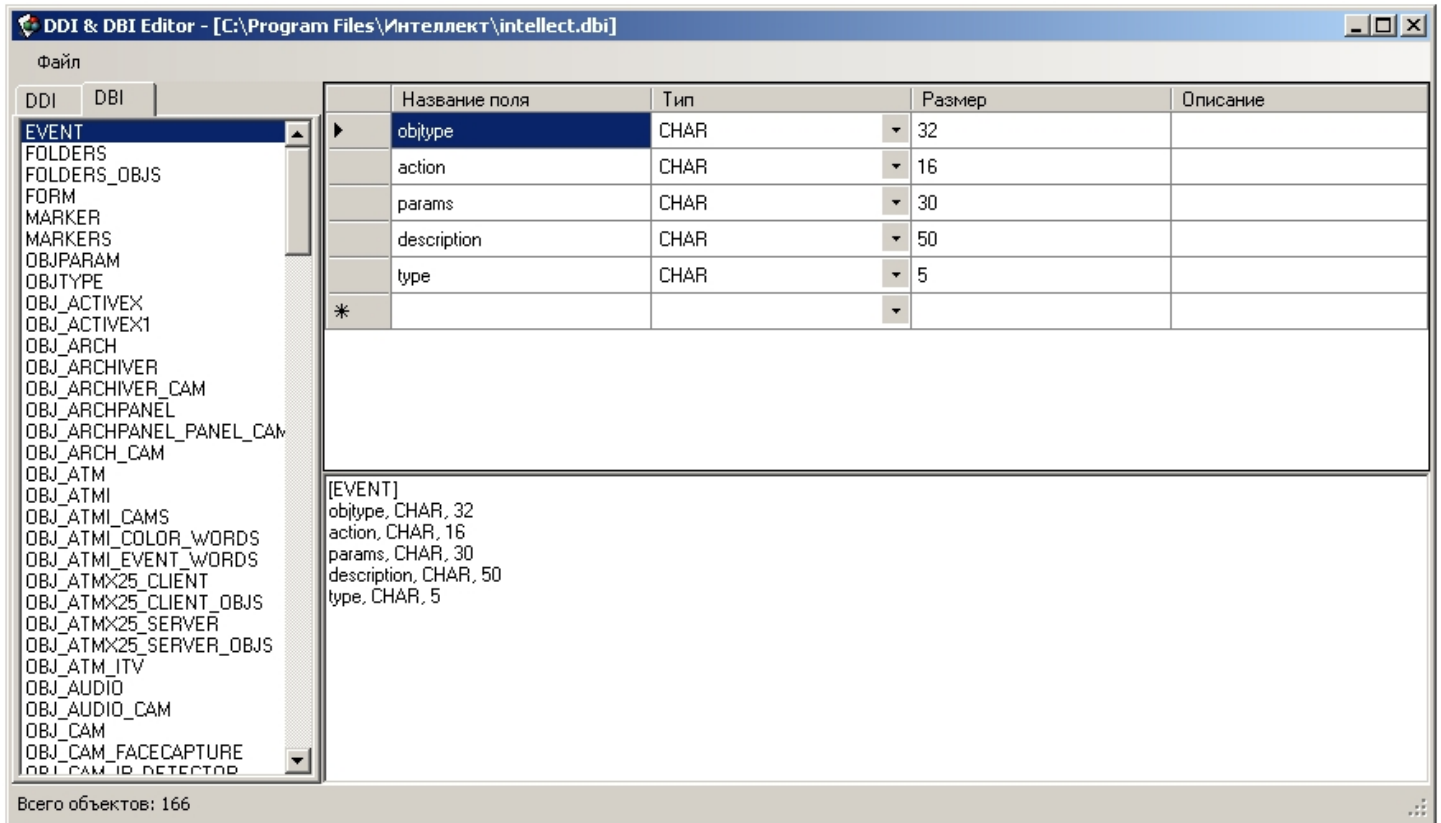 DDI & DBI Editor - [C:\Program Files\Интеллект\intellect.dbi]
Файл
DDI DBI
EVENT
FOLDERS
FOLDERS_OBJS
FORM
MARKER
MARKERS
OBJPARAM
OBJTYPE
OBJ_ACTIVEX
OBJ_ACTIVEX1
OBJ_ARCH
OBJ_ARCHIVER
OBJ_ARCHIVER_CAM
OBJ_ARCHPANEL
OBJ_ARCHPANEL_PANEL_CAM
OBJ_ARCH_CAM
OBJ_ATM
OBJ_ATMI
OBJ_ATMI_CAMS
OBJ_ATMI_COLOR_WORDS
OBJ_ATMI_EVENT_WORDS
OBJ_ATMX25_CLIENT
OBJ_ATMX25_CLIENT_OBJS
OBJ_ATMX25_SERVER
OBJ_ATMX25_SERVER_OBJS
OBJ_ATM_ITV
OBJ_AUDIO
OBJ_AUDIO_CAM
OBJ_CAM
OBJ_CAM_FACECAPTURE
OBJ_CAM_IR_DETECTOR
Название поля Тип Размер Описание
objtype CHAR 32
action CHAR 16
params CHAR 30
description CHAR 50
type CHAR 5
[EVENT]
objtype, CHAR, 32
action, CHAR, 16
params, CHAR, 30
description, CHAR, 50
type, CHAR, 5
Всего объектов: 166